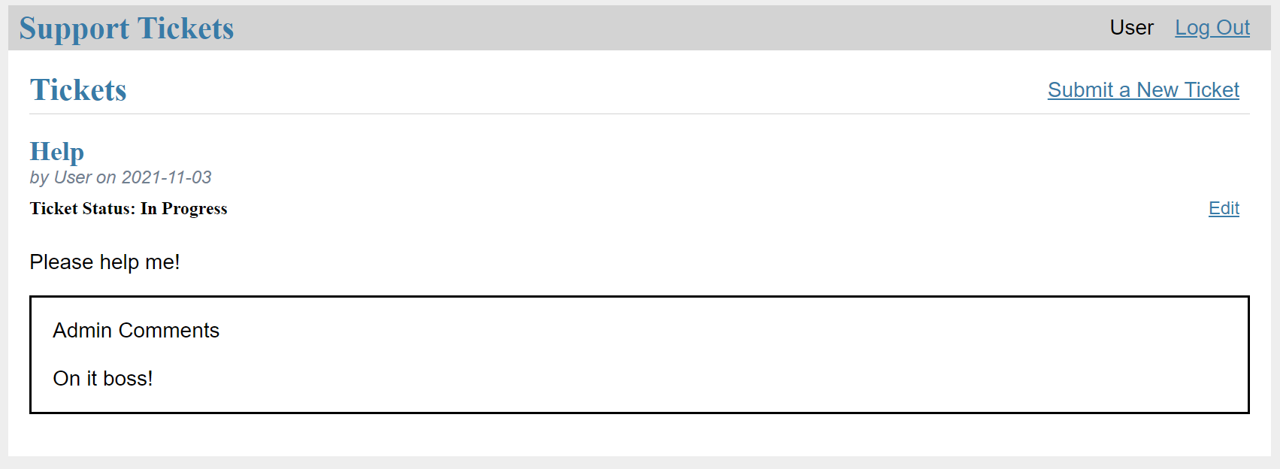 Support Tickets
User Log Out
Tickets
Submit a New Ticket
Help
by User on 2021-11-03
Ticket Status: In Progress
Edit
Please help me!
Admin Comments
On it boss!